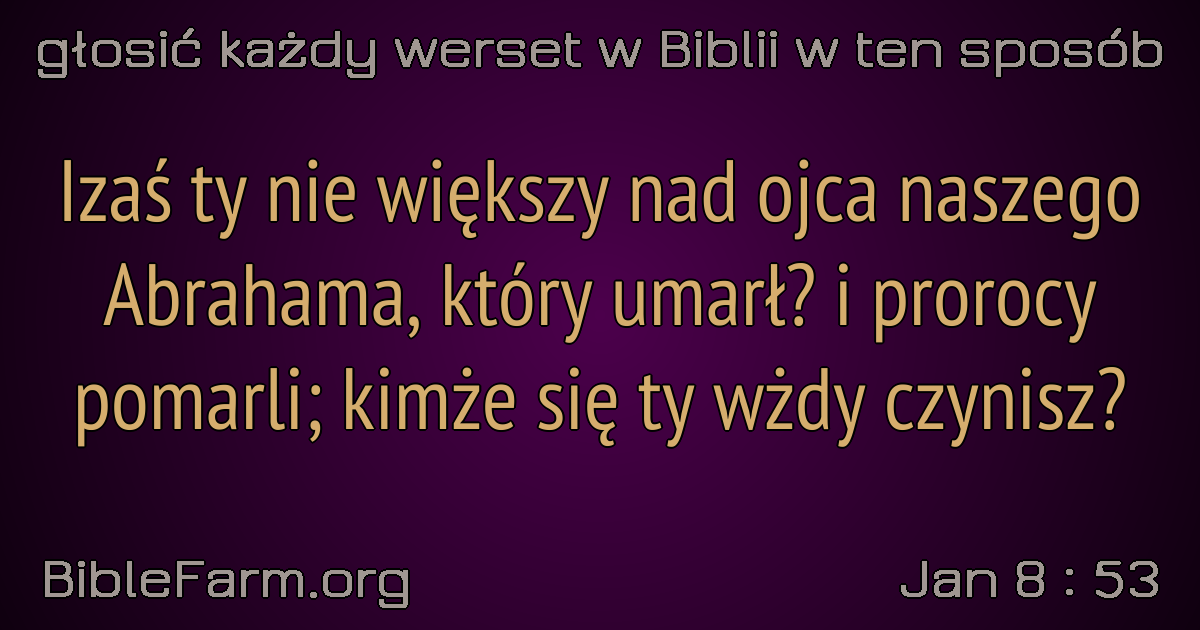 głosić każdy werset w Biblii w ten sposób
Izaś ty nie większy nad ojca naszego
Abrahama, który umarł? i prorocy
pomarli; kimże się ty wżdy czynisz?
BibleFarm.org
Jan 8 : 53